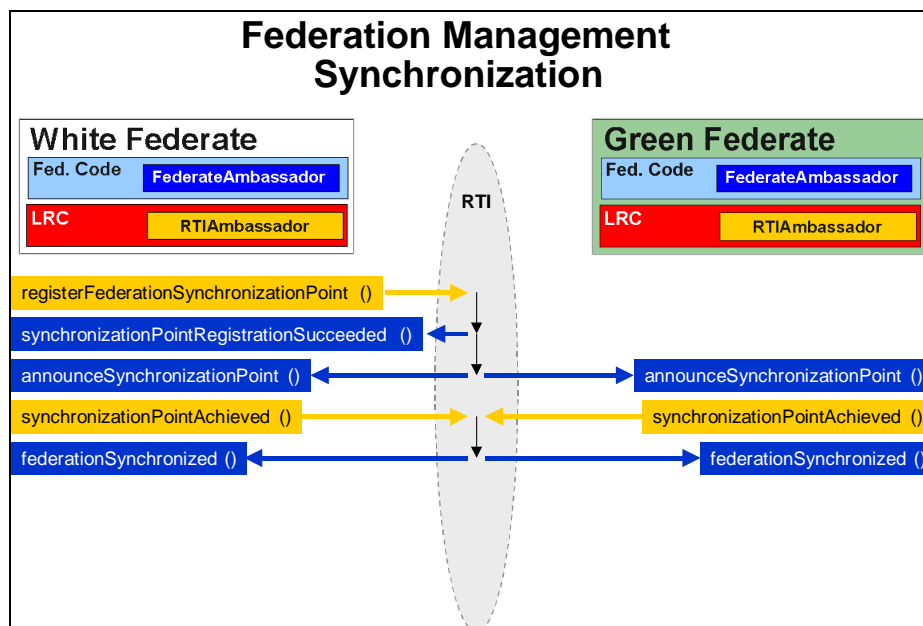 Federation Management
Synchronization
White Federate
Fed. Code
FederateAmbassador
LRC
RTIAmbassador
RTI
Green Federate
Fed. Code
FederateAmbassador
LRC
RTIAmbassador
registerFederationSynchronizationPoint ()
synchronizationPointRegistrationSucceeded ()
announceSynchronizationPoint ()
announceSynchronizationPoint ()
synchronizationPointAchieved ()
synchronizationPointAchieved ()
federationSynchronized ()
federationSynchronized ()